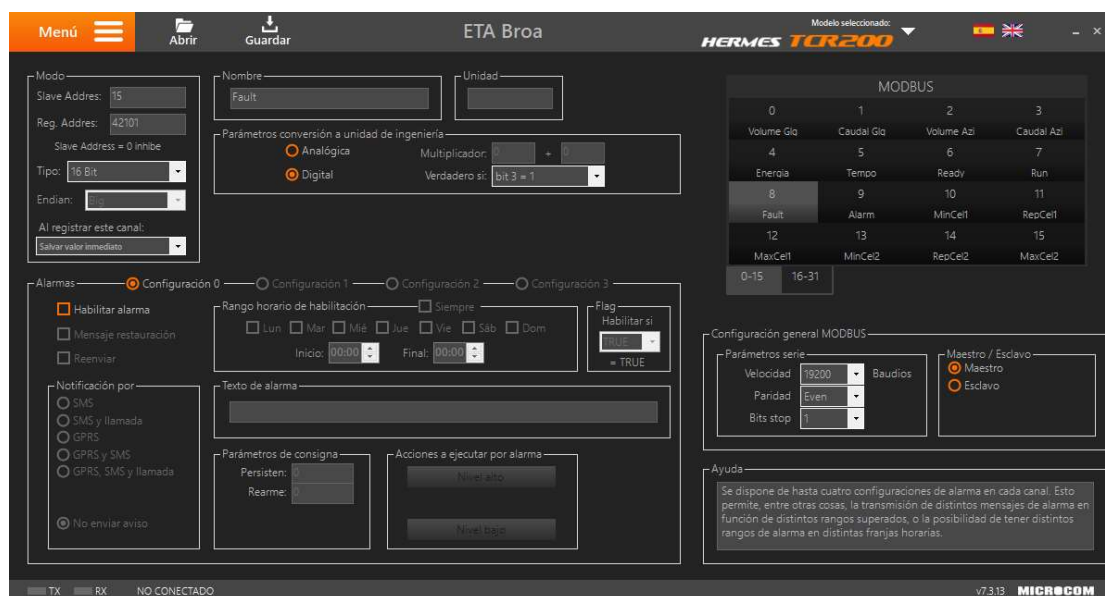 Menú
Abrir
Guardar
ETA Broa
Modelo seleccionado:
HERMES TCR200
Modo
Slave Addres: 15
Reg. Addres: 42101
Slave Address = 0 inhibe
Tipo: 16 Bit
Endian: Big
Al registrar este canal:
Salvar valor inmediato
Nombre
Fault
Unidad
Parámetros conversión a unidad de ingeniería
Analógica
Multiplicador: 0 + 0
Digital
Verdadero si: bit 3 = 1
MODBUS
0 1 2 3
Volume Glq Caudal Glq Volume Azi Caudal Azi
4 5 6 7
Energia Tempo Ready Run
8 9 10 11
Fault Alarm MinCel1 RepCel1
12 13 14 15
MaxCel1 MinCel2 RepCel2 MaxCel2
0-15 16-31
Alarmas Configuración 0 Configuración 1 Configuración 2 Configuración 3
Habilitar alarma
Mensaje restauración
Reenviar
Rango horario de habilitación Siempre
Lun Mar Mié Jue Vie Sáb Dom
Inicio: 00:00 Final: 00:00
Flag
Habilitar si
TRUE
= TRUE
Notificación por
SMS
SMS y llamada
GPRS
GPRS y SMS
GPRS, SMS y llamada
No enviar aviso
Texto de alarma
Parámetros de consigna
Persisten: 0
Rearme: 0
Acciones a ejecutar por alarma
Nivel alto
Nivel bajo
Configuración general MODBUS
Parámetros serie
Velocidad 19200 Baudios
Paridad Even
Bits stop 1
Maestro / Esclavo
Maestro
Esclavo
Ayuda
Se dispone de hasta cuatro configuraciones de alarma en cada canal. Esto
permite, entre otras cosas, la transmisión de distintos mensajes de alarma en
función de distintos rangos superados, o la posibilidad de tener distintos
rangos de alarma en distintas franjas horarias.
TX RX NO CONECTADO
v7.3.13 MICROCOM